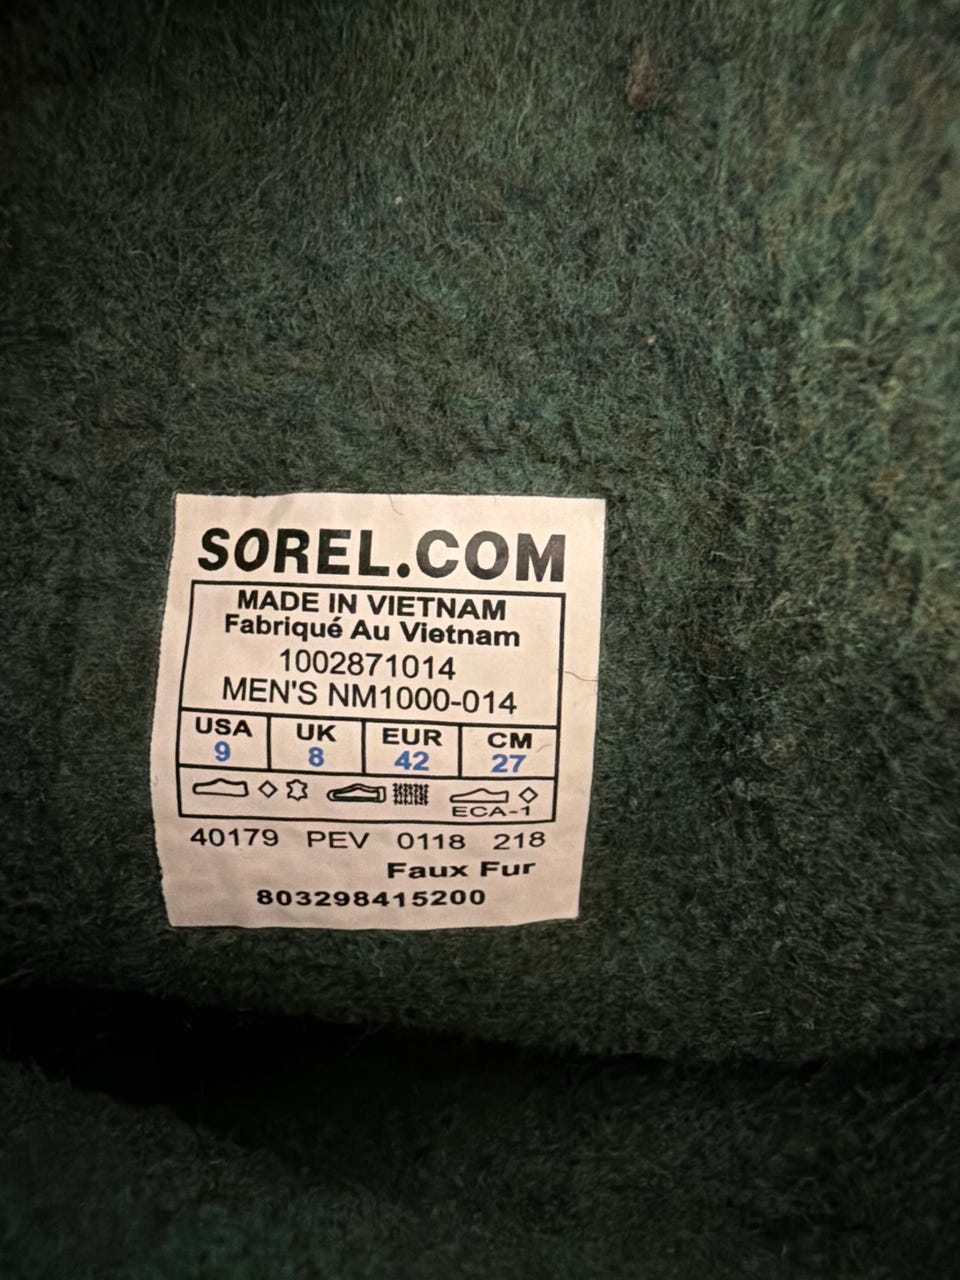 SOREL.COM
MADE IN VIETNAM
Fabriqué Au Vietnam
1002871014
MEN'S NM1000-014
USA UK EUR CM
9 8 42 27
ECA-1
40179 PEV 0118 218
Faux Fur
803298415200